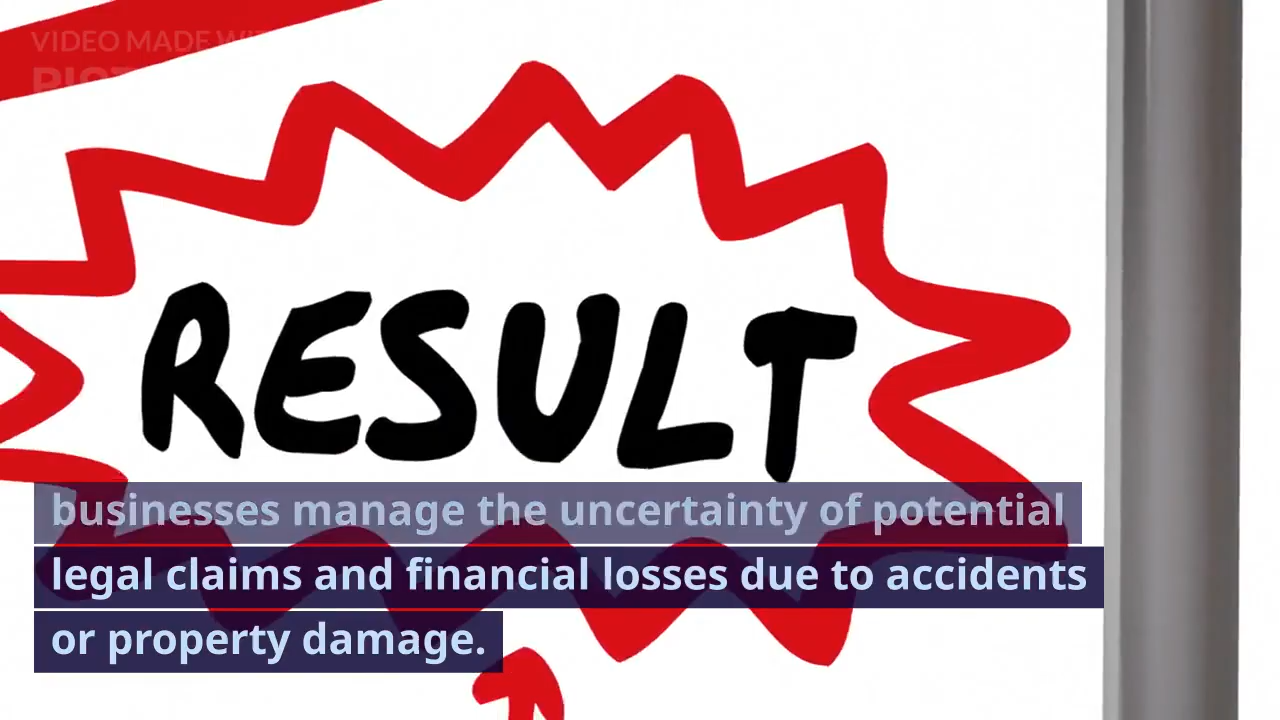 VIDEO MADE WITH
RESULT
businesses manage the uncertainty of potential
legal claims and financial losses due to accidents
or property damage.